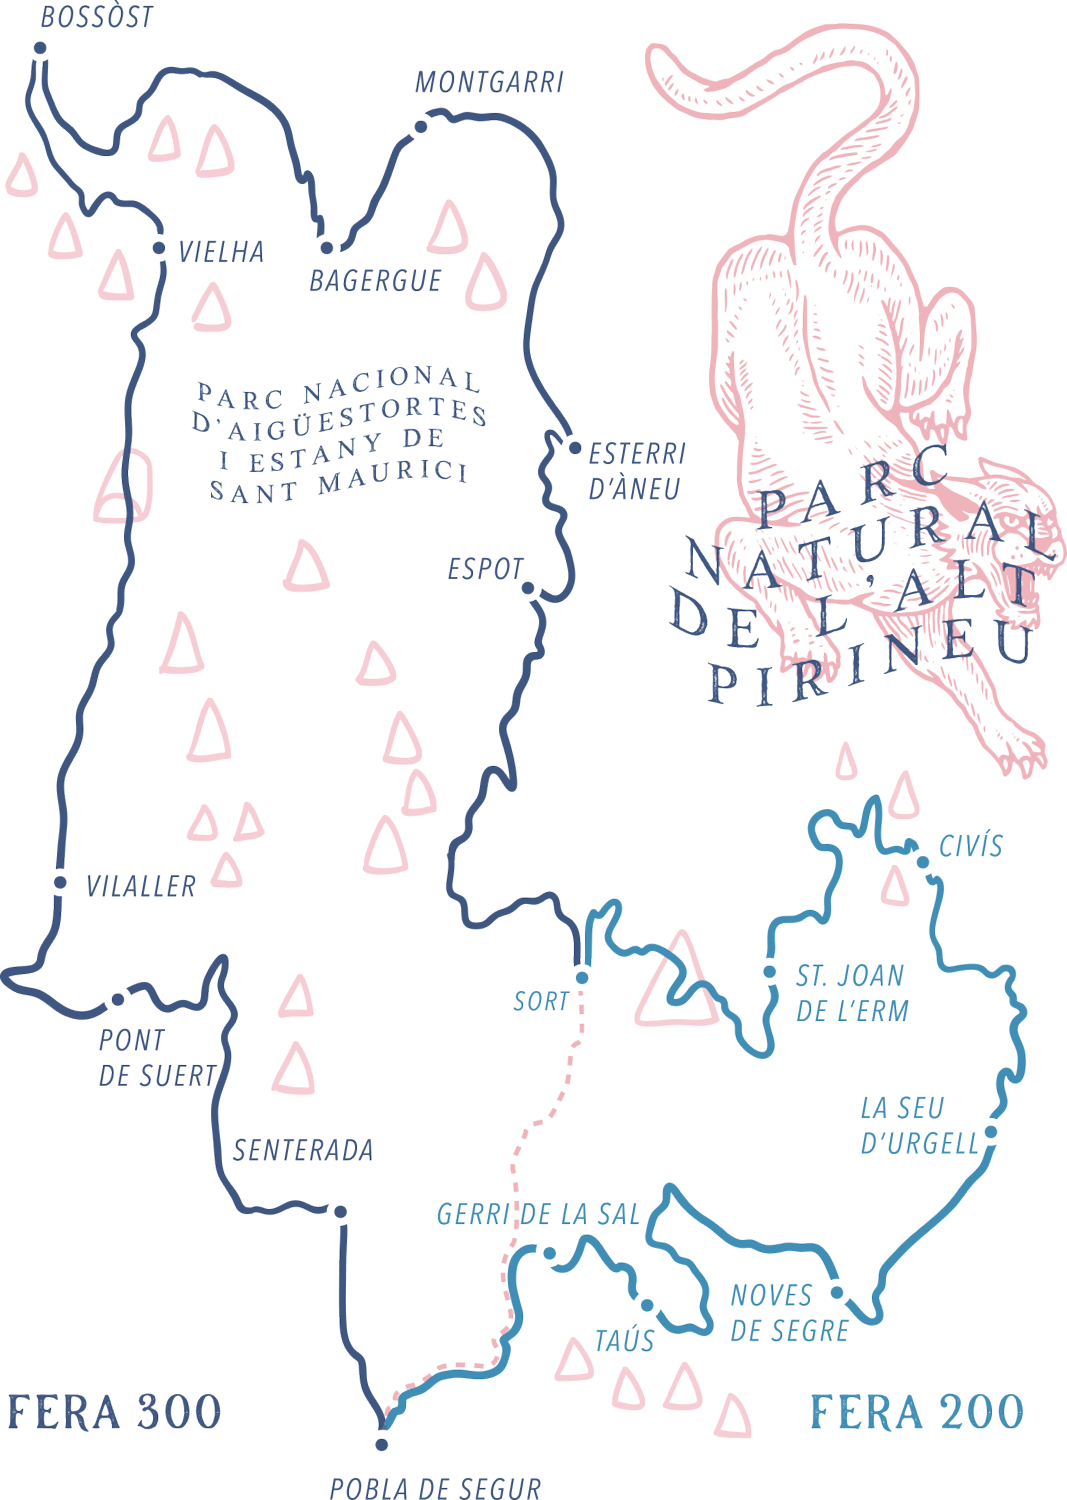 BOSSÒST
MONTGARRI
VIELHA
BAGERGUE
PARC NACIONAL
D'AIGÜESTORTES
I ESTANY DE
SANT MAURICI
ESTERRI
D'ÀNEU
PARC
NATURAL
DE L'ALT
PIRINEU
ESPOT
CIVÍS
VILALLER
ST. JOAN
DE L'ERM
SORT
PONT
DE SUERT
LA SEU
D'URGELL
SENTERADA
GERRI DE LA SAL
NOVES
DE SEGRE
TAÚS
FERA 300
FERA 200
POBLA DE SEGUR